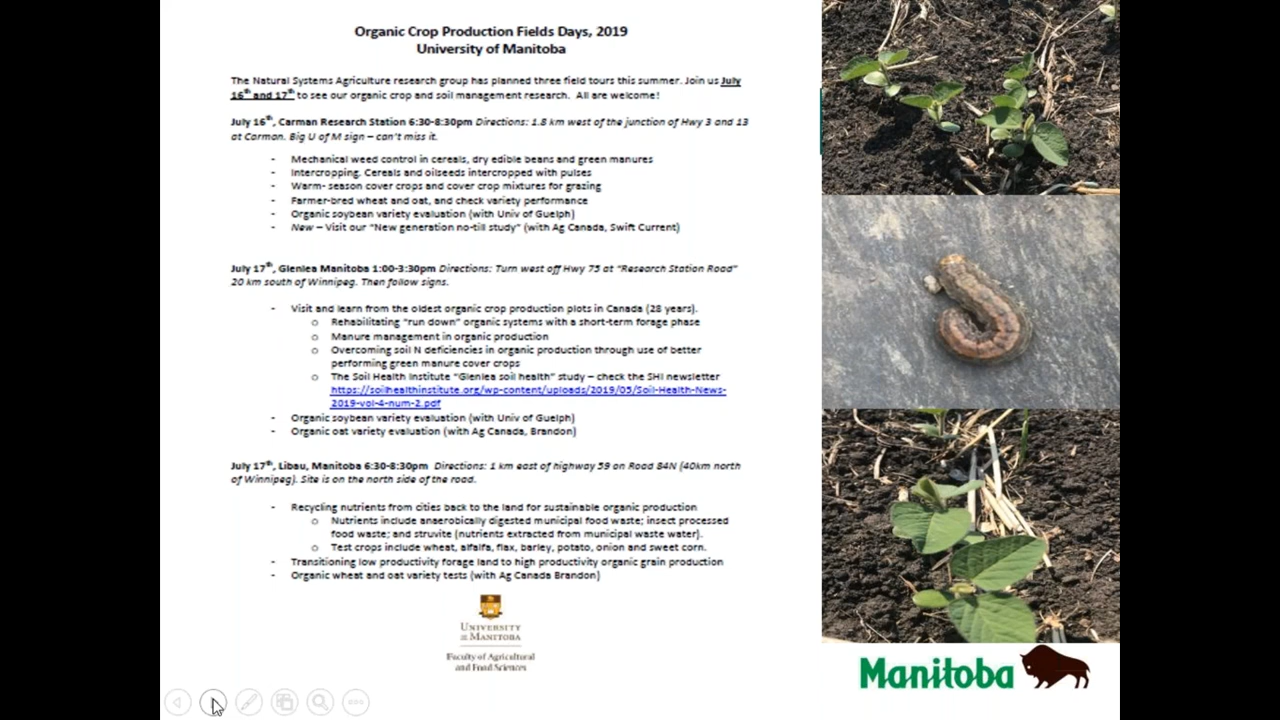 Organic Crop Production Fields Days, 2019
University of Manitoba
The Natural Systems Agriculture research group has planned three field tours this summer. Join us July
16th and 17th to see our organic crop and soil management research. All are welcome!
July 16th, Carman Research Station 6:30-8:30pm Directions: 1.8 km west of the junction of Hwy 3 and 13
at Carman. Big U of M sign – can't miss it.
- Mechanical weed control in cereals, dry edible beans and green manures
- Intercropping. Cereals and oilseeds intercropped with pulses
- Warm- season cover crops and cover crop mixtures for grazing
- Farmer-bred wheat and oat, and check variety performance
- Organic soybean variety evaluation (with Univ of Guelph)
- New – Visit our "New generation no-till study" (with Ag Canada, Swift Current)
July 17th, Glenlea Manitoba 1:00-3:30pm Directions: Turn west off Hwy 75 at "Research Station Road"
20 km south of Winnipeg. Then follow signs.
- Visit and learn from the oldest organic crop production plots in Canada (28 years).
o Rehabilitating "run down" organic systems with a short-term forage phase
o Manure management in organic production
o Overcoming soil N deficiencies in organic production through use of better
performing green manure cover crops
o The Soil Health Institute "Glenlea soil health" study – check the SHI newsletter
https://soilhealthinstitute.org/wp-content/uploads/2019/05/Soil-Health-News-
2019-vol-4-num-2.pdf
- Organic soybean variety evaluation (with Univ of Guelph)
- Organic oat variety evaluation (with Ag Canada, Brandon)
July 17th, Libau, Manitoba 6:30-8:30pm Directions: 1 km east of highway 59 on Road 84N (40km north
of Winnipeg). Site is on the north side of the road.
- Recycling nutrients from cities back to the land for sustainable organic production
o Nutrients include anaerobically digested municipal food waste; insect processed
food waste; and struvite (nutrients extracted from municipal waste water).
o Test crops include wheat, alfalfa, flax, barley, potato, onion and sweet corn.
- Transitioning low productivity forage land to high productivity organic grain production
- Organic wheat and oat variety tests (with Ag Canada Brandon)
UNIVERSITY
OF MANITOBA
Faculty of Agricultural
and Food Sciences
Manitoba